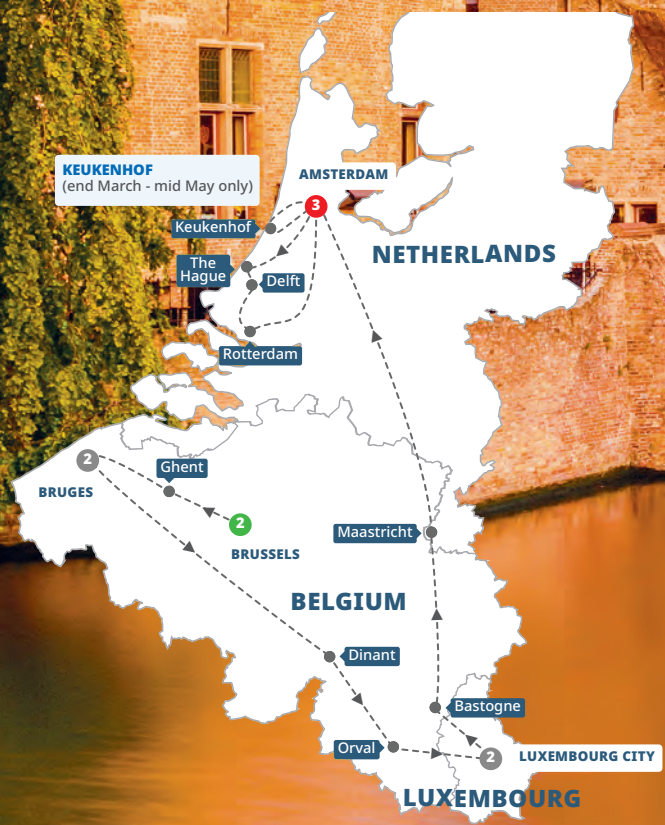 KEUKENHOF
(end March - mid May only)
AMSTERDAM
3
Keukenhof
NETHERLANDS
The
Hague
Delft
Rotterdam
2
Ghent
BRUGES
2
BRUSSELS
Maastricht
BELGIUM
Dinant
Bastogne
Orval
2
LUXEMBOURG CITY
LUXEMBOURG